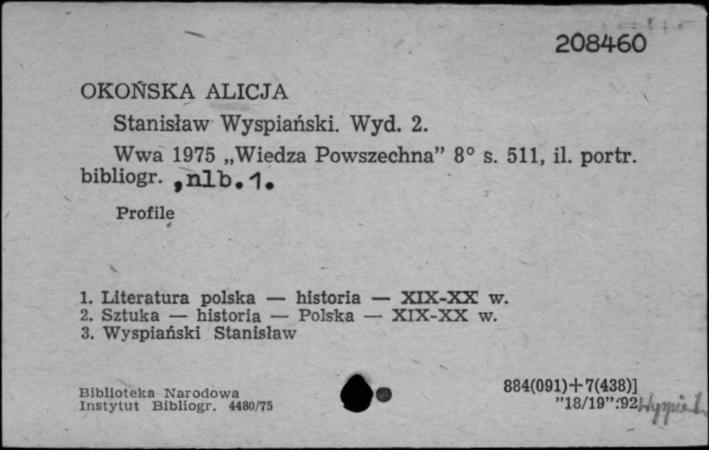 208460
OKOŃSKA ALICJA
Stanisław Wyspiański. Wyd. 2.
Wwa 1975 „Wiedza Powszechna” 8° s. 511, il. portr.
bibliogr. , nlb. 1.
Profile
1. Literatura polska — historia — XIX-XX w.
2. Sztuka — historia — Polska — XIX-XX w.
3. Wyspiański Stanisław
Biblioteka Narodowa
Instytut Bibliogr. 4480/75
884(091)+7(438)]
"18/19":92